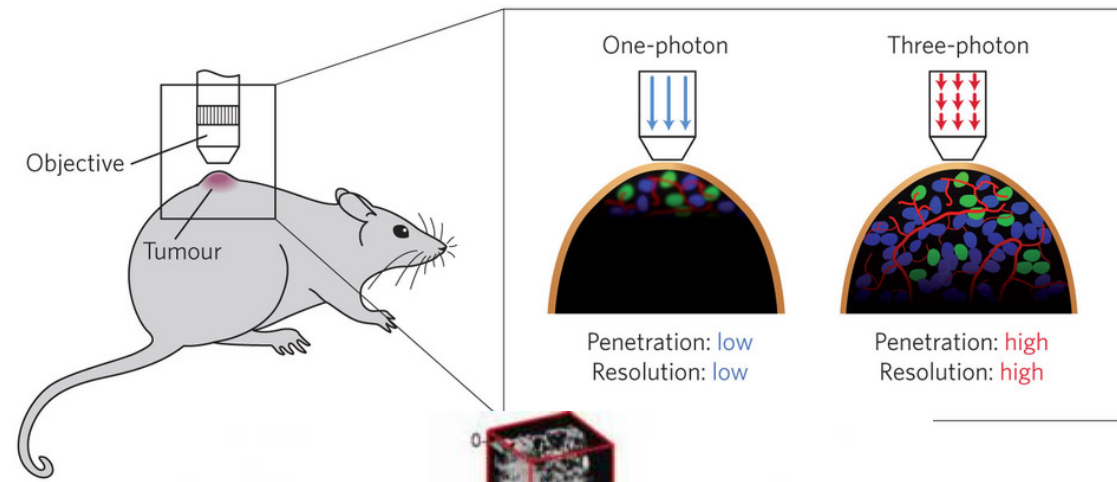 One-photon
Three-photon
Objective
Tumour
Penetration: low
Resolution: low
Penetration: high
Resolution: high
0